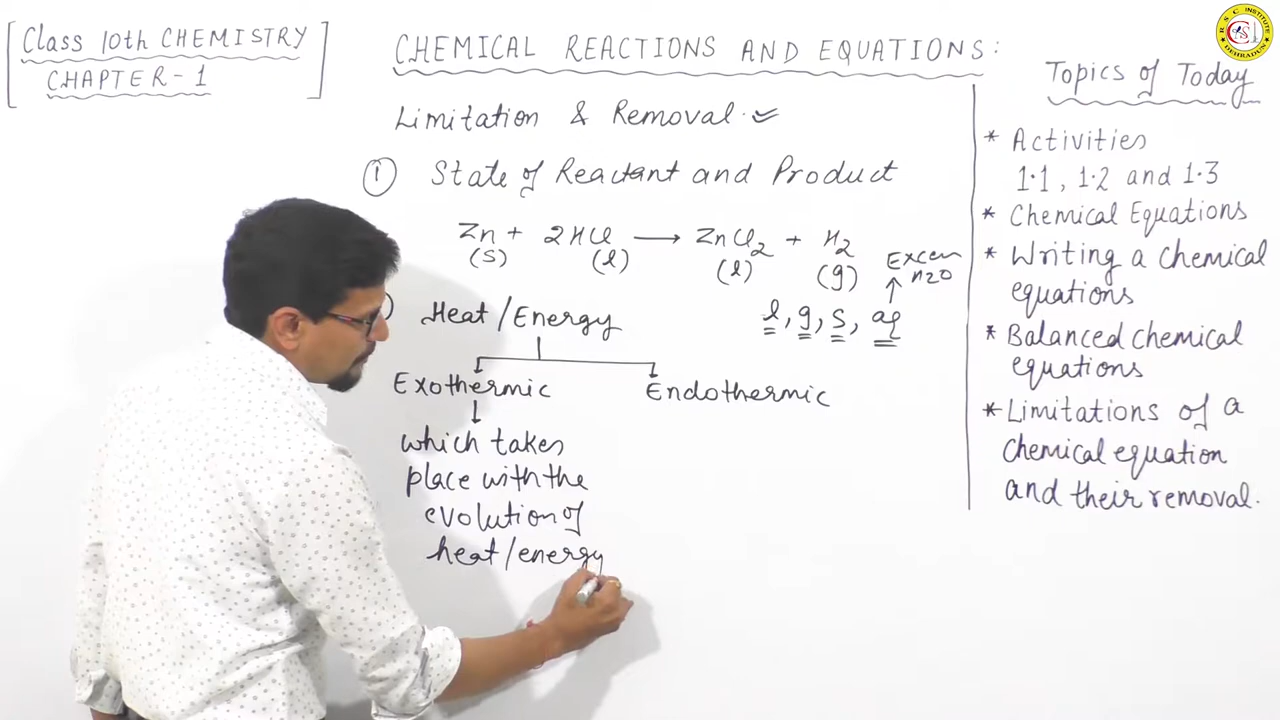 [Class 10th CHEMISTRY
CHAPTER-1]
CHEMICAL REACTIONS AND EQUATIONS:
Limitation & Removal.
① State of Reactant and Product
Zn + 2HCl ⟶ ZnCl2 + H2
(s) (l) (l) (g)
Excess
H2O
l, g, s, aq
Heat/Energy
Exothermic Endothermic
which takes
place with the
evolution of
heat/energy
Topics of Today
* Activities
1.1, 1.2 and 1.3
* Chemical Equations
* Writing a chemical
equations
* Balanced chemical
equations
* Limitations of a
chemical equation
and their removal.
RSC INSTITUTE
DEHRADUN